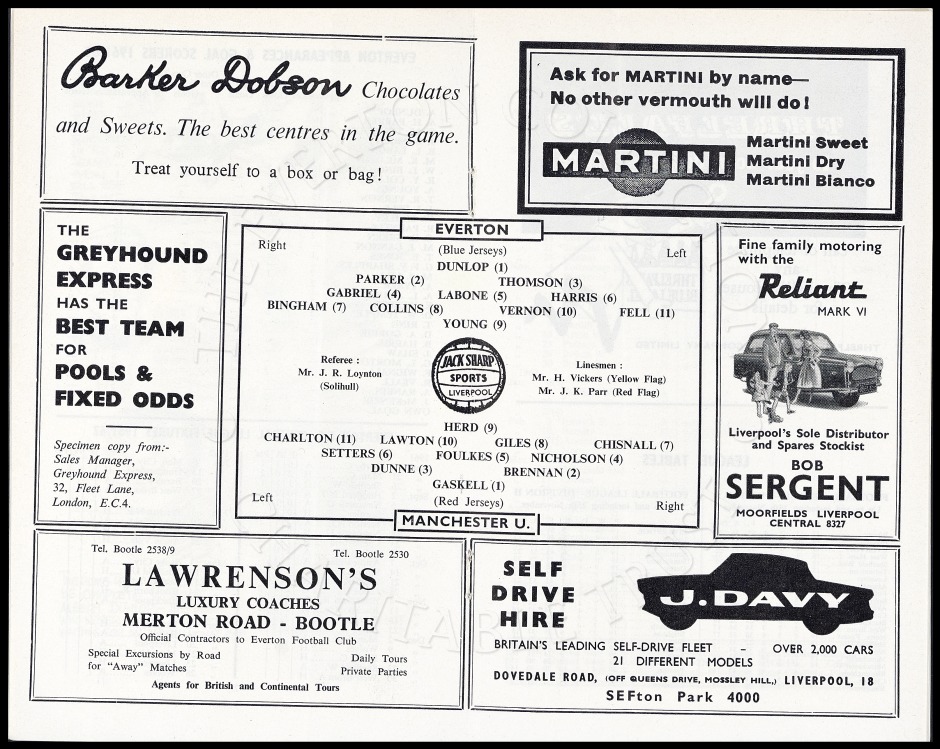 Barker Dobson Chocolates
and Sweets. The best centres in the game.
Treat yourself to a box or bag!
Ask for MARTINI by name—
No other vermouth will do!
MARTINI
Martini Sweet
Martini Dry
Martini Bianco
THE
GREYHOUND
EXPRESS
HAS THE
BEST TEAM
FOR
POOLS &
FIXED ODDS
Specimen copy from:-
Sales Manager,
Greyhound Express,
32, Fleet Lane,
London, E.C.4.
EVERTON
Right
(Blue Jerseys)
Left
DUNLOP (1)
PARKER (2) THOMSON (3)
GABRIEL (4) LABONE (5) HARRIS (6)
BINGHAM (7) COLLINS (8) VERNON (10) FELL (11)
YOUNG (9)
Referee :
Mr. J. R. Loynton
(Solihull)
JACK SHARP
SPORTS
LIVERPOOL
Linesmen :
Mr. H. Vickers (Yellow Flag)
Mr. J. K. Parr (Red Flag)
HERD (9)
CHARLTON (11) LAWTON (10) GILES (8) CHISNALL (7)
SETTERS (6) FOULKES (5) NICHOLSON (4)
DUNNE (3) BRENNAN (2)
GASKELL (1)
Left
(Red Jerseys)
Right
MANCHESTER U.
Fine family motoring
with the
Reliant
MARK VI
Liverpool's Sole Distributor
and Spares Stockist
BOB
SERGENT
MOORFIELDS LIVERPOOL
CENTRAL 8327
Tel. Bootle 2538/9 Tel. Bootle 2530
LAWRENSON'S
LUXURY COACHES
MERTON ROAD - BOOTLE
Official Contractors to Everton Football Club
Special Excursions by Road
for "Away" Matches
Daily Tours
Private Parties
Agents for British and Continental Tours
SELF
DRIVE
HIRE
J. DAVY
BRITAIN'S LEADING SELF-DRIVE FLEET – OVER 2,000 CARS
21 DIFFERENT MODELS
DOVEDALE ROAD, (OFF QUEENS DRIVE, MOSSLEY HILL,) LIVERPOOL, 18
SEFton Park 4000